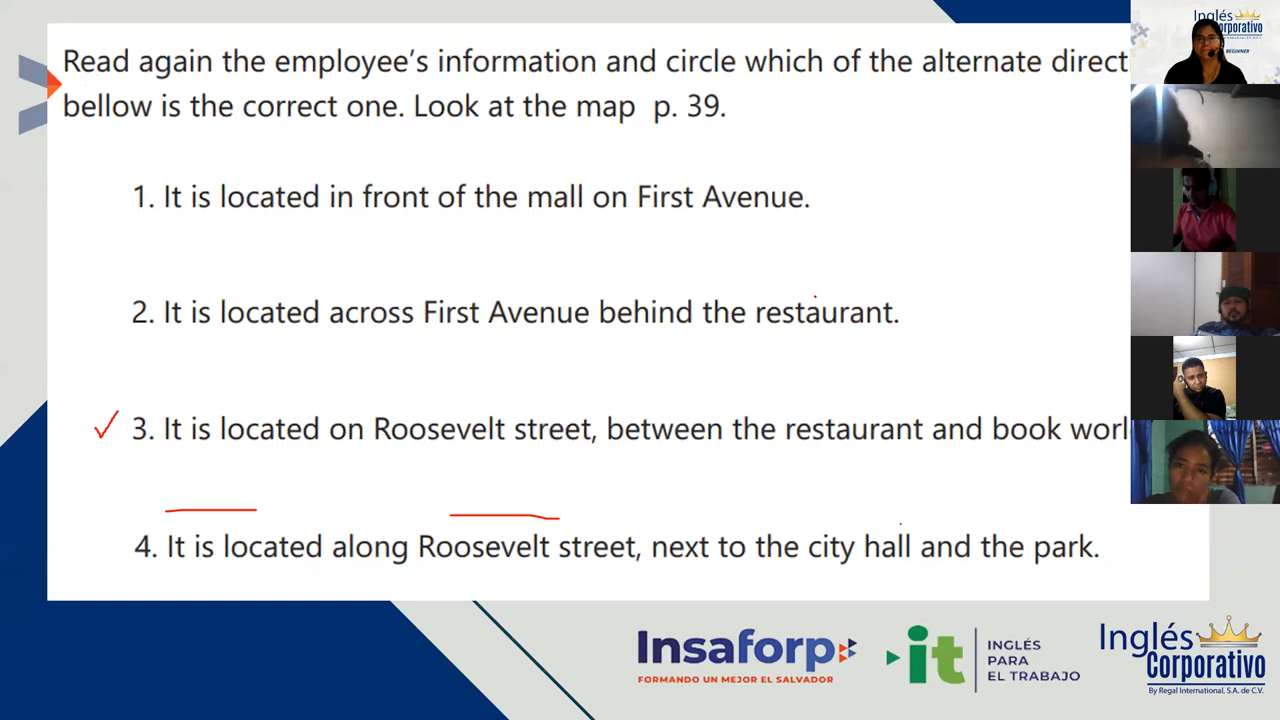 Read again the employee's information and circle which of the alternate direct
bellow is the correct one. Look at the map p. 39.
1. It is located in front of the mall on First Avenue.
2. It is located across First Avenue behind the restaurant.
3. It is located on Roosevelt street, between the restaurant and book worl
4. It is located along Roosevelt street, next to the city hall and the park.
Insaforp
FORMANDO UN MEJOR EL SALVADOR
it
INGLÉS
PARA
EL TRABAJO
Inglés
Corporativo
By Regal International, S.A. de C.V.
Inglés
Corporativo
BEGINNER